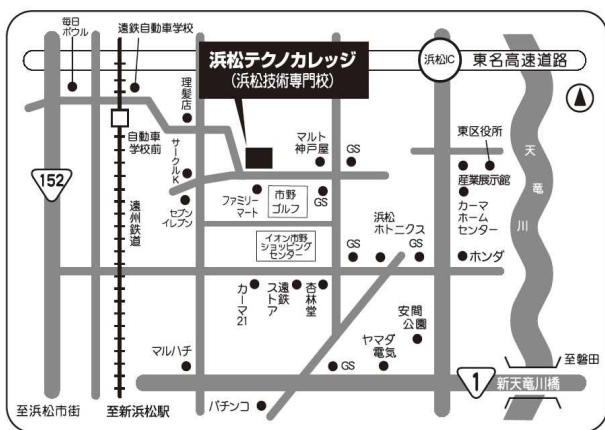 毎日
ボウル
遠鉄自動車学校
浜松テクノカレッジ
(浜松技術専門校)
浜松IC
東名高速道路
理髪店
自動車
学校前
サークルK
マルト
神戸屋
GS
東区役所
産業展示館
天竜川
152
遠州鉄道
セブン
イレブン
ファミリー
マート
市野
ゴルフ
GS
カーマ
ホーム
センター
イオン市野
ショッピング
センター
浜松
ホトニクス
GS
GS
ホンダ
カーマ21
遠鉄
ストア
杏林堂
安間
公園
マルハチ
GS
ヤマダ
電気
1
至磐田
新天竜川橋
至浜松市街
至新浜松駅
パチンコ